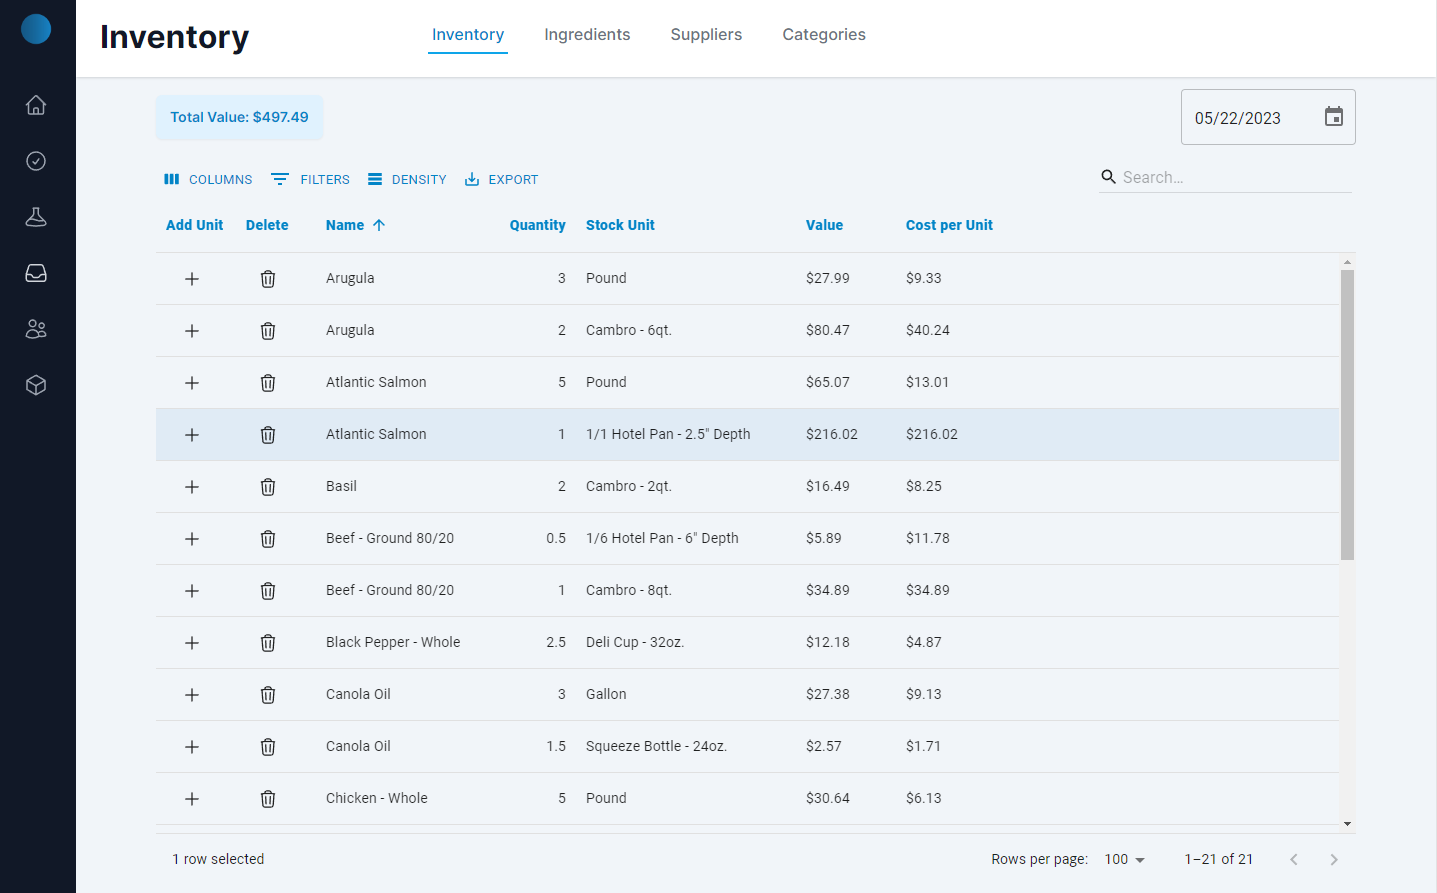 Inventory
Inventory Ingredients Suppliers Categories
Total Value: $497.49
05/22/2023
COLUMNS FILTERS DENSITY EXPORT
Search...
Add Unit Delete Name Quantity Stock Unit Value Cost per Unit
Arugula 3 Pound $27.99 $9.33
Arugula 2 Cambro - 6qt. $80.47 $40.24
Atlantic Salmon 5 Pound $65.07 $13.01
Atlantic Salmon 1 1/1 Hotel Pan - 2.5" Depth $216.02 $216.02
Basil 2 Cambro - 2qt. $16.49 $8.25
Beef - Ground 80/20 0.5 1/6 Hotel Pan - 6" Depth $5.89 $11.78
Beef - Ground 80/20 1 Cambro - 8qt. $34.89 $34.89
Black Pepper - Whole 2.5 Deli Cup - 32oz. $12.18 $4.87
Canola Oil 3 Gallon $27.38 $9.13
Canola Oil 1.5 Squeeze Bottle - 24oz. $2.57 $1.71
Chicken - Whole 5 Pound $30.64 $6.13
1 row selected Rows per page: 100 1–21 of 21